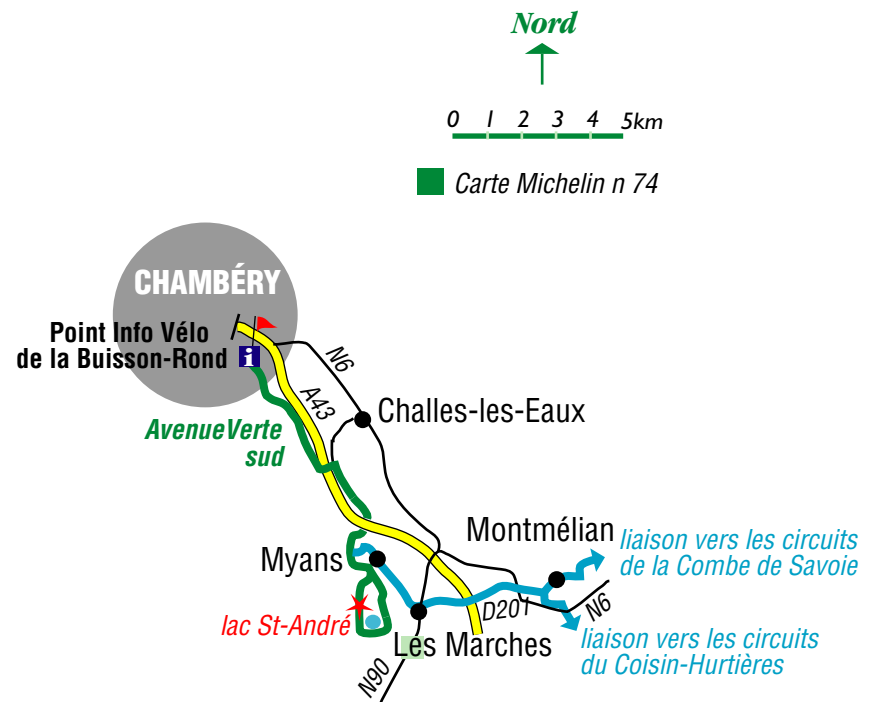 Nord
0 1 2 3 4 5km
Carte Michelin n 74
CHAMBÉRY
Point Info Vélo
de la Buisson-Rond
i
N6
A43
Challes-les-Eaux
AvenueVerte
sud
Montmélian
liaison vers les circuits
de la Combe de Savoie
Myans
lac St-André
D201
N6
Les Marches
liaison vers les circuits
du Coisin-Hurtières
N90